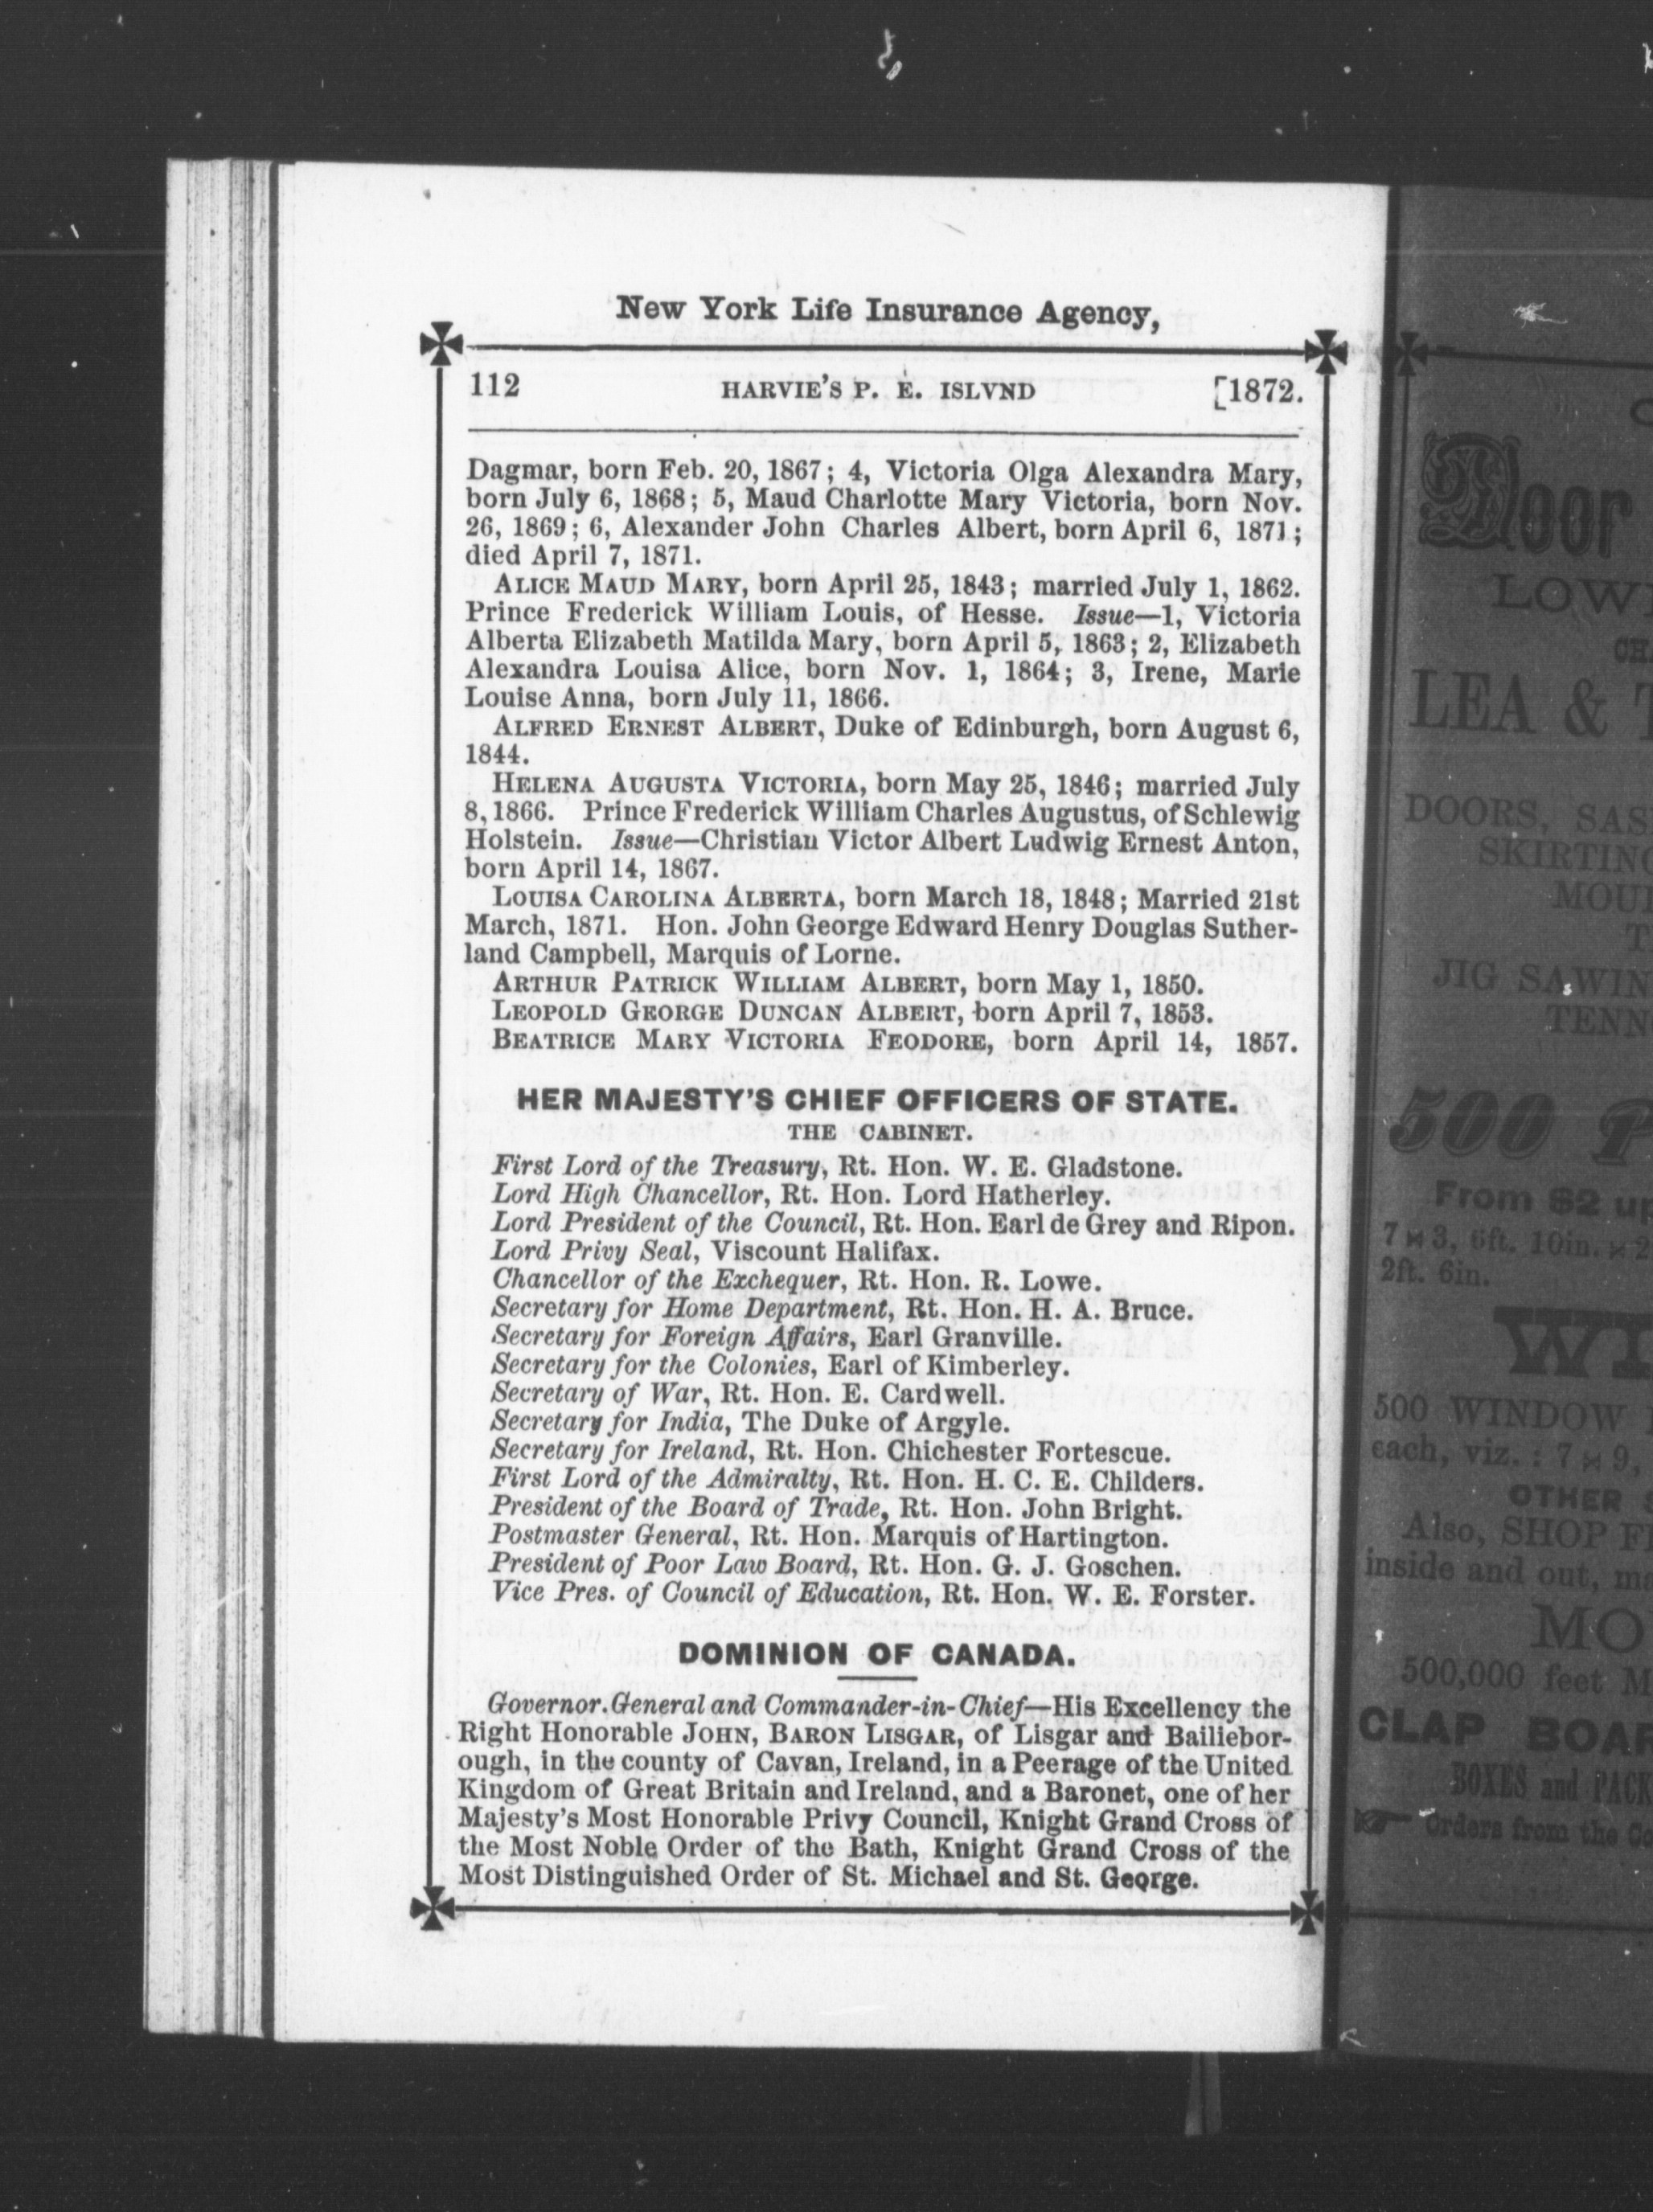 New York Life Insurance Agency,
112 HARVIE'S P. E. ISLVND [1872.
Dagmar, born Feb. 20, 1867; 4, Victoria Olga Alexandra Mary,
born July 6, 1868; 5, Maud Charlotte Mary Victoria, born Nov.
26, 1869; 6, Alexander John Charles Albert, born April 6, 1871;
died April 7, 1871.
ALICE MAUD MARY, born April 25, 1843; married July 1, 1862.
Prince Frederick William Louis, of Hesse. Issue—1, Victoria
Alberta Elizabeth Matilda Mary, born April 5, 1863; 2, Elizabeth
Alexandra Louisa Alice, born Nov. 1, 1864; 3, Irene, Marie
Louise Anna, born July 11, 1866.
ALFRED ERNEST ALBERT, Duke of Edinburgh, born August 6,
1844.
HELENA AUGUSTA VICTORIA, born May 25, 1846; married July
8, 1866. Prince Frederick William Charles Augustus, of Schlewig
Holstein. Issue—Christian Victor Albert Ludwig Ernest Anton,
born April 14, 1867.
LOUISA CAROLINA ALBERTA, born March 18, 1848; Married 21st
March, 1871. Hon. John George Edward Henry Douglas Suther-
land Campbell, Marquis of Lorne.
ARTHUR PATRICK WILLIAM ALBERT, born May 1, 1850.
LEOPOLD GEORGE DUNCAN ALBERT, born April 7, 1853.
BEATRICE MARY VICTORIA FEODORE, born April 14, 1857.
HER MAJESTY'S CHIEF OFFICERS OF STATE.
THE CABINET.
First Lord of the Treasury, Rt. Hon. W. E. Gladstone.
Lord High Chancellor, Rt. Hon. Lord Hatherley.
Lord President of the Council, Rt. Hon. Earl de Grey and Ripon.
Lord Privy Seal, Viscount Halifax.
Chancellor of the Exchequer, Rt. Hon. R. Lowe.
Secretary for Home Department, Rt. Hon. H. A. Bruce.
Secretary for Foreign Affairs, Earl Granville.
Secretary for the Colonies, Earl of Kimberley.
Secretary of War, Rt. Hon. E. Cardwell.
Secretary for India, The Duke of Argyle.
Secretary for Ireland, Rt. Hon. Chichester Fortescue.
First Lord of the Admiralty, Rt. Hon. H. C. E. Childers.
President of the Board of Trade, Rt. Hon. John Bright.
Postmaster General, Rt. Hon. Marquis of Hartington.
President of Poor Law Board, Rt. Hon. G. J. Goschen.
Vice Pres. of Council of Education, Rt. Hon. W. E. Forster.
DOMINION OF CANADA.
Governor.General and Commander-in-Chief—His Excellency the
Right Honorable JOHN, BARON LISGAR, of Lisgar and Bailiebor-
ough, in the county of Cavan, Ireland, in a Peerage of the United
Kingdom of Great Britain and Ireland, and a Baronet, one of her
Majesty's Most Honorable Privy Council, Knight Grand Cross of
the Most Noble Order of the Bath, Knight Grand Cross of the
Most Distinguished Order of St. Michael and St. George.
Door
LEA &
DOORS,
JIG
500
From $2 up
7 × 3, 6ft. 10in. × 2
2ft. 6in.
500 WINDOW
each, viz.: 7 × 9,
OTHER
Also, SHOP
inside and out,
500,000 feet
CLAP
BOXES and
Orders from the